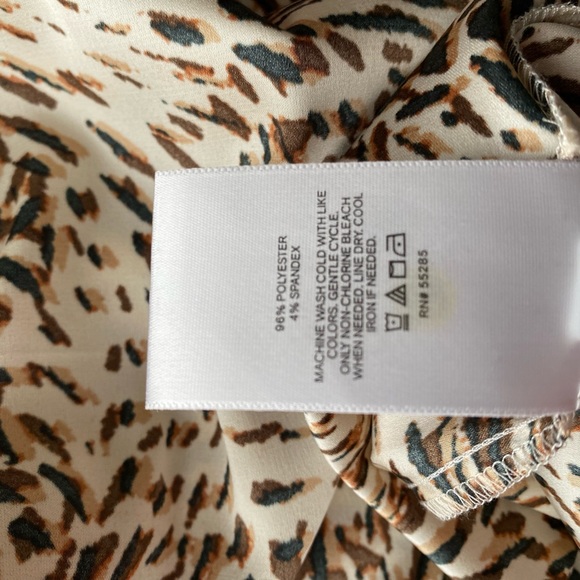 96% POLYESTER
4% SPANDEX
MACHINE WASH COLD WITH LIKE
COLORS. GENTLE CYCLE.
ONLY NON-CHLORINE BLEACH
WHEN NEEDED. LINE DRY. COOL
IRON IF NEEDED.
RN# 55285